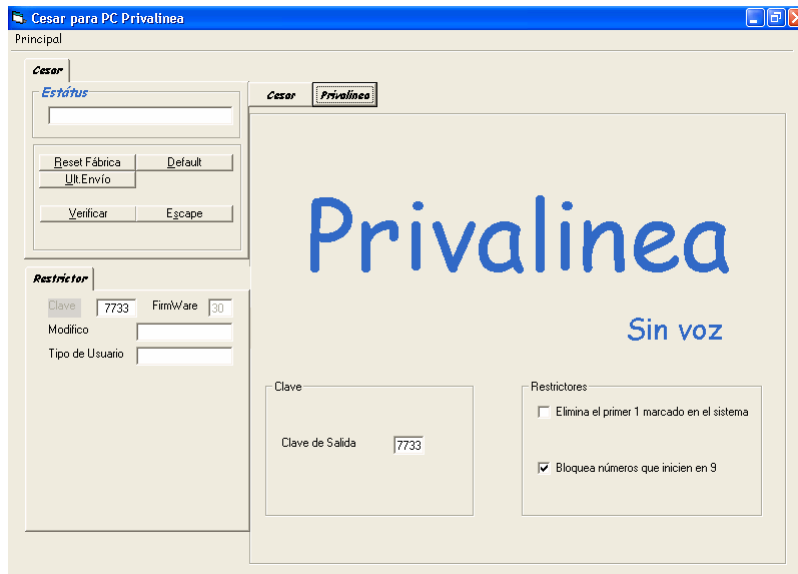 Cesar para PC Privalinea
Principal
Cesar
Estátus
Reset Fábrica Default
Ult.Envío
Verificar Escape
Restrictor
Clave 7733 FirmWare 30
Modifico
Tipo de Usuario
Cesar Privalinea
Privalinea
Sin voz
Clave
Clave de Salida 7733
Restrictores
Elimina el primer 1 marcado en el sistema
Bloquea números que inicien en 9